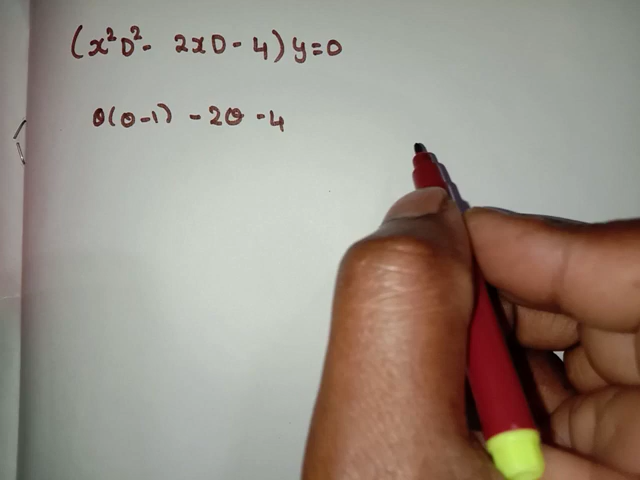 (x²D² - 2xD - 4) y = 0
θ(θ-1) - 2θ - 4